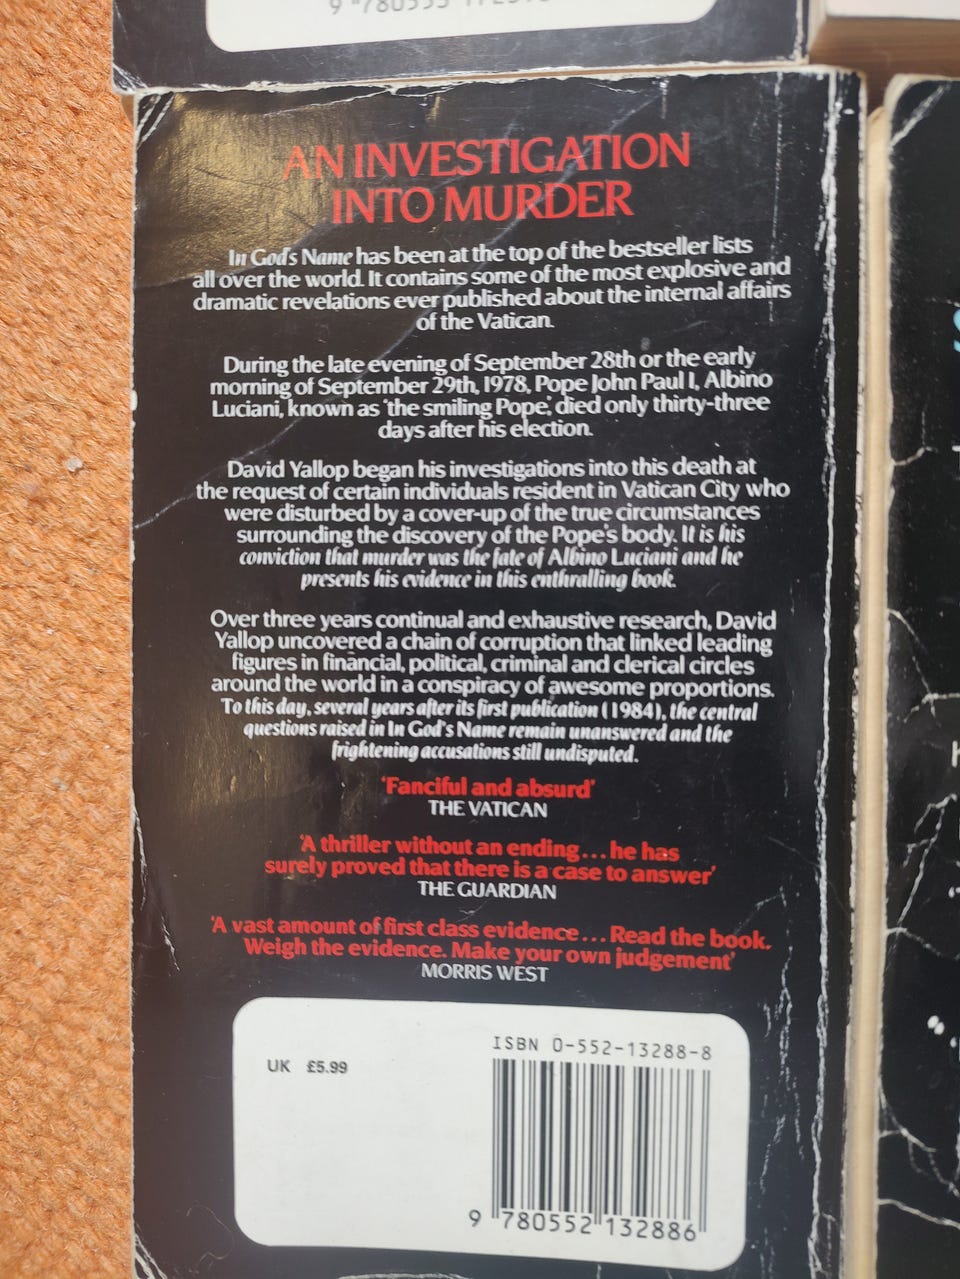 AN INVESTIGATION
INTO MURDER
In God's Name has been at the top of the bestseller lists
all over the world. It contains some of the most explosive and
dramatic revelations ever published about the internal affairs
of the Vatican.
During the late evening of September 28th or the early
morning of September 29th, 1978, Pope John Paul I, Albino
Luciani, known as 'the smiling Pope', died only thirty-three
days after his election.
David Yallop began his investigations into this death at
the request of certain individuals resident in Vatican City who
were disturbed by a cover-up of the true circumstances
surrounding the discovery of the Pope's body. It is his
conviction that murder was the fate of Albino Luciani and he
presents his evidence in this enthralling book.
Over three years continual and exhaustive research, David
Yallop uncovered a chain of corruption that linked leading
figures in financial, political, criminal and clerical circles
around the world in a conspiracy of awesome proportions.
To this day, several years after its first publication (1984), the central
questions raised in In God's Name remain unanswered and the
frightening accusations still undisputed.
'Fanciful and absurd'
THE VATICAN
'A thriller without an ending...he has
surely proved that there is a case to answer'
THE GUARDIAN
'A vast amount of first class evidence... Read the book.
Weigh the evidence. Make your own judgement'
MORRIS WEST
ISBN 0-552-13288-8
UK £5.99
9 780552 132886